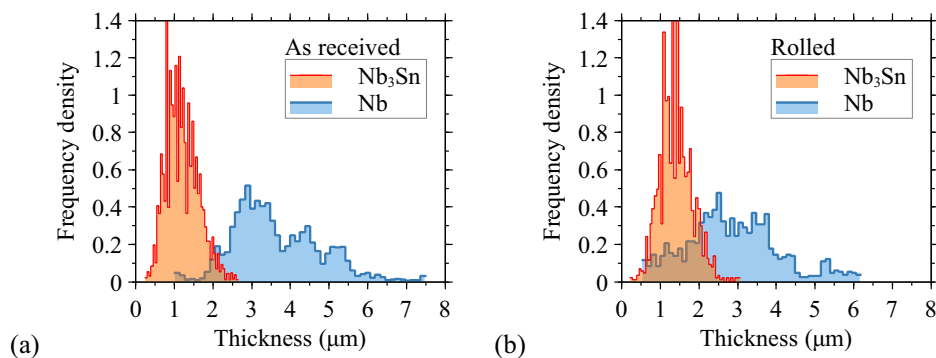 As received
Nb₃Sn
Nb
Frequency density
0
0.2
0.4
0.6
0.8
1
1.2
1.4
0 1 2 3 4 5 6 7 8
Thickness (μm)
(a)
Rolled
Nb₃Sn
Nb
Frequency density
0
0.2
0.4
0.6
0.8
1
1.2
1.4
0 1 2 3 4 5 6 7 8
Thickness (μm)
(b)